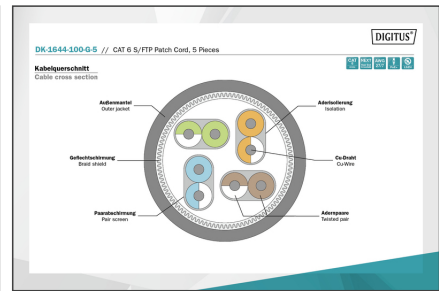 DIGITUS®
DK-1644-100-G-5 // CAT 6 S/FTP Patch Cord, 5 Pieces
Kabelquerschnitt
Cable cross section
Außenmantel
Outer jacket
Aderisolierung
Isolation
Geflechtschirmung
Braid shield
Cu-Draht
Cu-Wire
Paarabschirmung
Pair screen
Adernpaare
Twisted pair